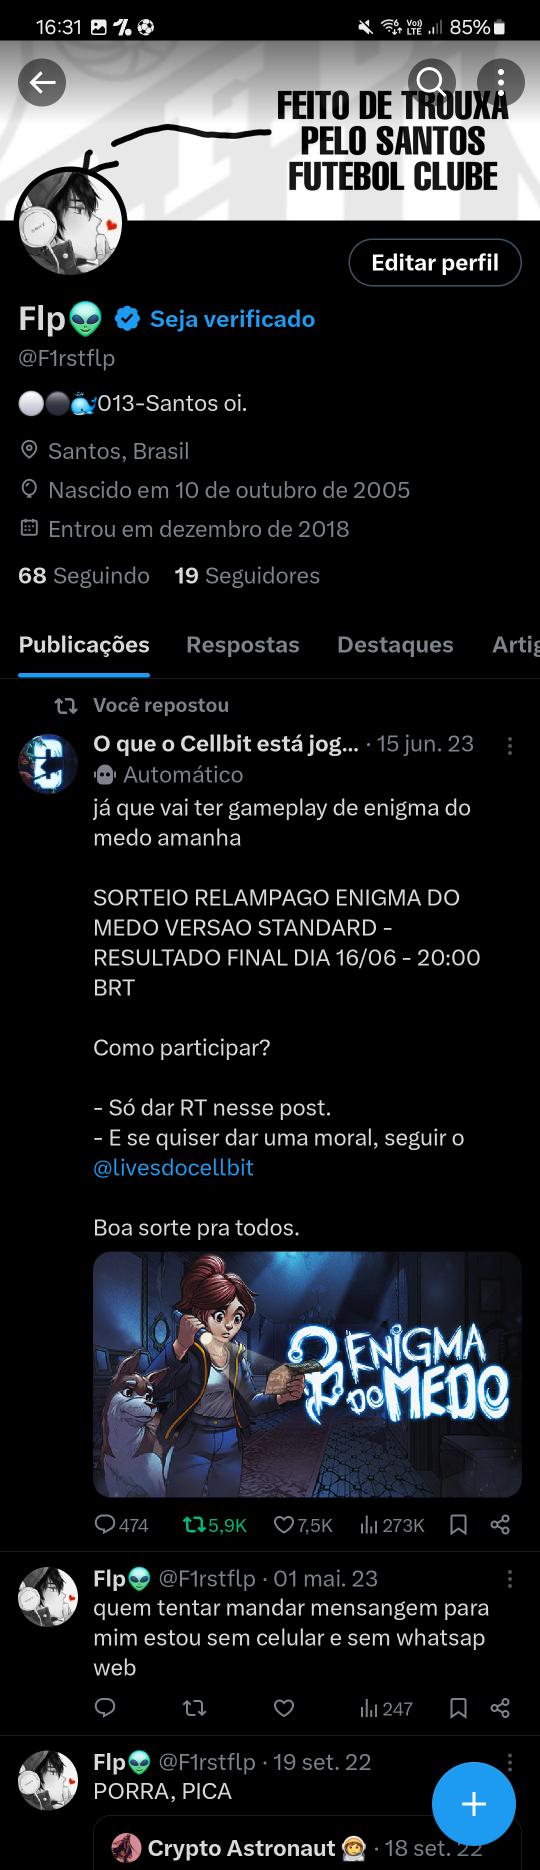 16:31
Vo))
LTE
85%
FEITO DE TROUXA
PELO SANTOS
FUTEBOL CLUBE
Editar perfil
Flp👽 Seja verificado
@F1rstflp
⚪⚫🐳013-Santos oi.
Santos, Brasil
Nascido em 10 de outubro de 2005
Entrou em dezembro de 2018
68 Seguindo 19 Seguidores
Publicações Respostas Destaques Artig
Você repostou
O que o Cellbit está jog... · 15 jun. 23
Automático
já que vai ter gameplay de enigma do
medo amanha
SORTEIO RELAMPAGO ENIGMA DO
MEDO VERSAO STANDARD -
RESULTADO FINAL DIA 16/06 - 20:00
BRT
Como participar?
- Só dar RT nesse post.
- E se quiser dar uma moral, seguir o
@livesdocellbit
Boa sorte pra todos.
ENIGMA
DO MEDO
474 5,9K 7,5K 273K
Flp👽 @F1rstflp · 01 mai. 23
quem tentar mandar mensangem para
mim estou sem celular e sem whatsap
web
247
Flp👽 @F1rstflp · 19 set. 22
PORRA, PICA
Crypto Astronaut 🧑‍🚀 · 18 set. 22